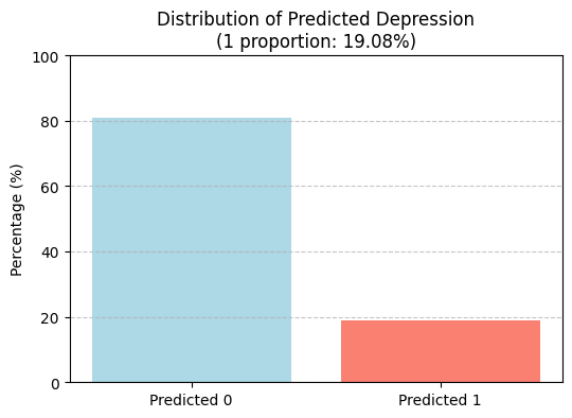 Distribution of Predicted Depression
(1 proportion: 19.08%)
100
80
60
40
20
0
Percentage (%)
Predicted 0
Predicted 1